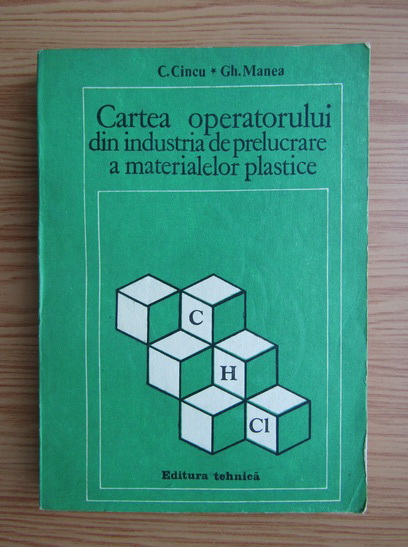 C. Cincu * Gh. Manea
Cartea operatorului
din industria de prelucrare
a materialelor plastice
C
H
Cl
Editura tehnică